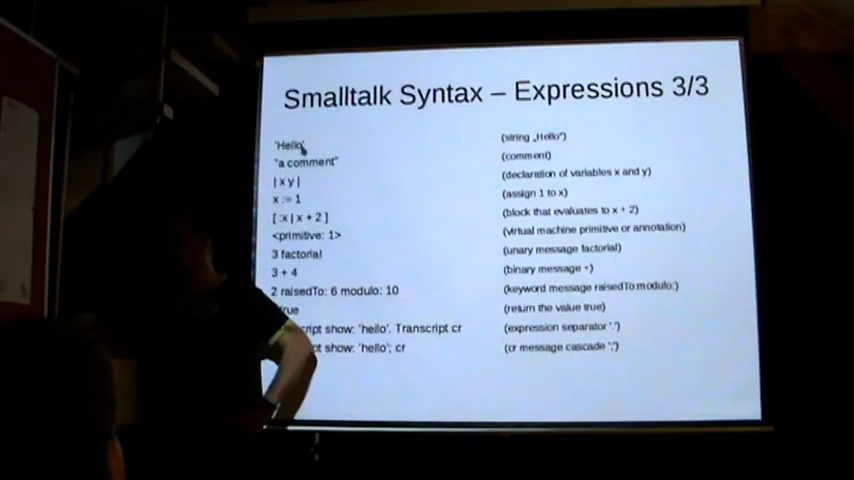 Smalltalk Syntax – Expressions 3/3
'Hello' (string „Hello")
"a comment" (comment)
| x y | (declaration of variables x and y)
x := 1 (assign 1 to x)
[ :x | x + 2 ] (block that evaluates to x + 2)
<primitive: 1> (virtual machine primitive or annotation)
3 factorial (unary message factorial)
3 + 4 (binary message +)
2 raisedTo: 6 modulo: 10 (keyword message raisedTo:modulo:)
true (return the value true)
cript show: 'hello'. Transcript cr (expression separator '.')
pt show: 'hello'; cr (cr message cascade ';')